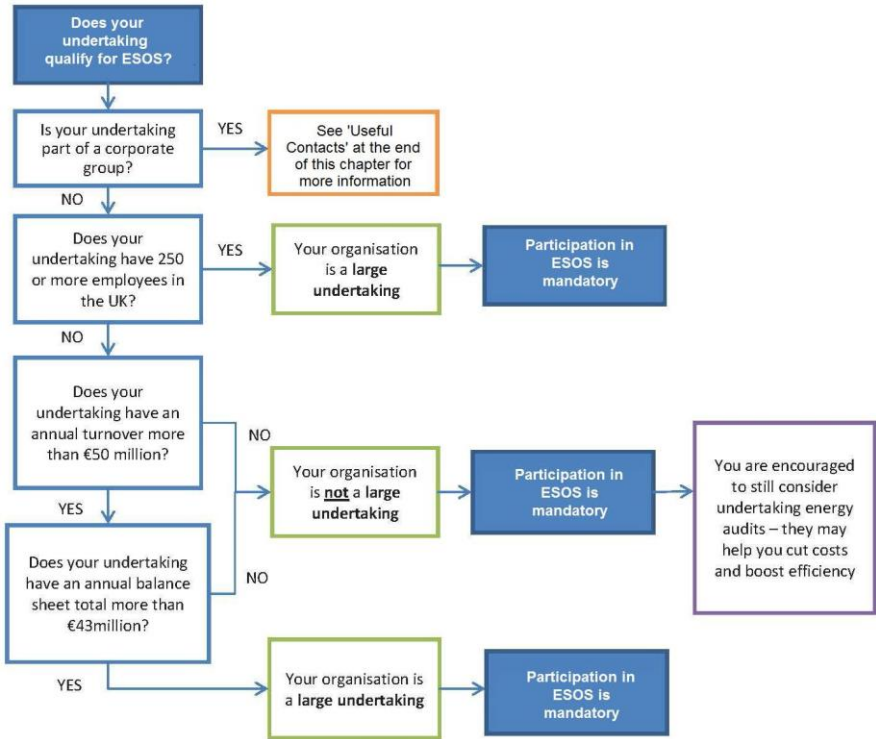 Does your
undertaking
qualify for ESOS?
Is your undertaking
part of a corporate
group?
YES
See 'Useful
Contacts' at the end
of this chapter for
more information
NO
Does your
undertaking have 250
or more employees in
the UK?
YES
Your organisation
is a large
undertaking
Participation in
ESOS is
mandatory
NO
Does your
undertaking have an
annual turnover more
than €50 million?
NO
Your organisation
is not a large
undertaking
Participation in
ESOS is
mandatory
You are encouraged
to still consider
undertaking energy
audits – they may
help you cut costs
and boost efficiency
YES
Does your undertaking
have an annual balance
sheet total more than
€43million?
NO
YES
Your organisation is
a large undertaking
Participation in
ESOS is
mandatory